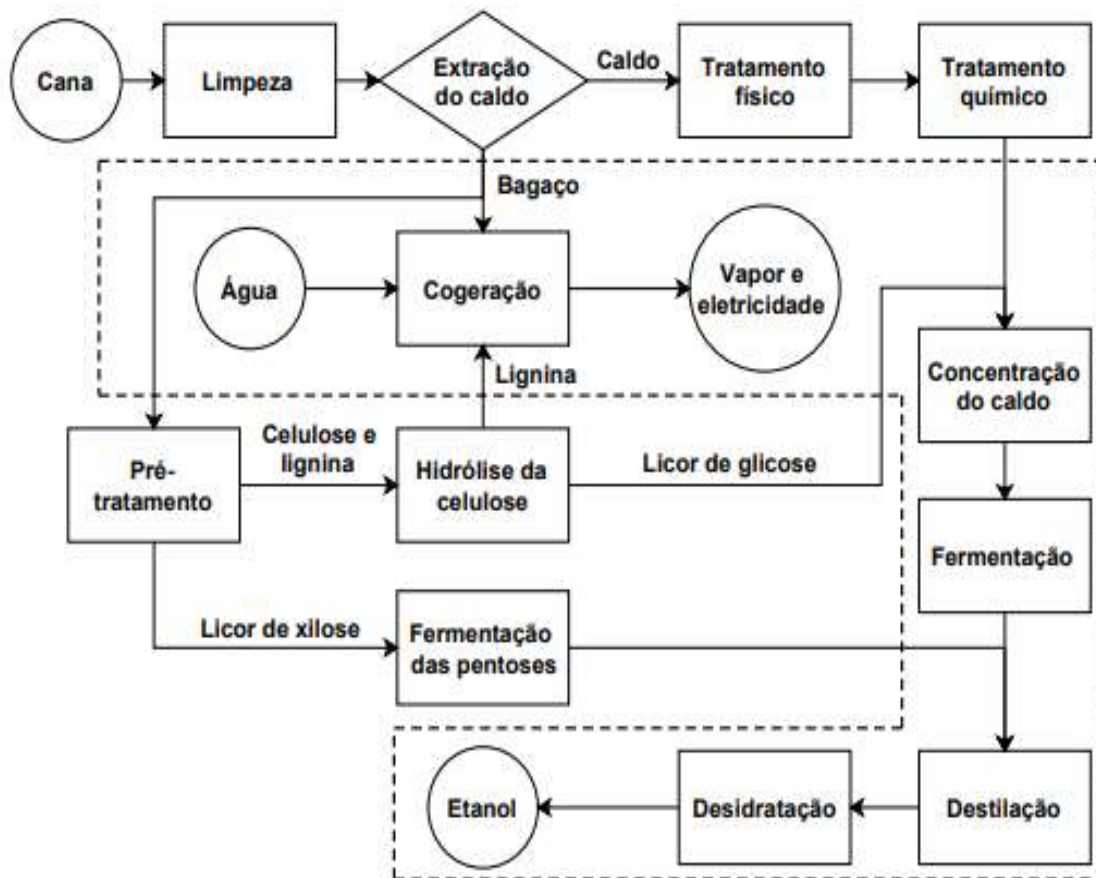 Cana
Limpeza
Extração
do caldo
Caldo
Tratamento
físico
Tratamento
químico
Bagaço
Água
Cogeração
Vapor e
eletricidade
Lignina
Concentração
do caldo
Pré-
tratamento
Celulose e
lignina
Hidrólise da
celulose
Licor de glicose
Fermentação
Licor de xilose
Fermentação
das pentoses
Etanol
Desidratação
Destilação